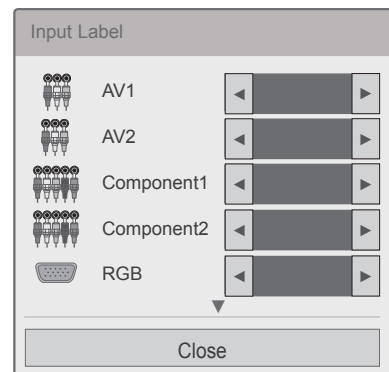 Input Label
AV1
AV2
Component1
Component2
RGB
Close